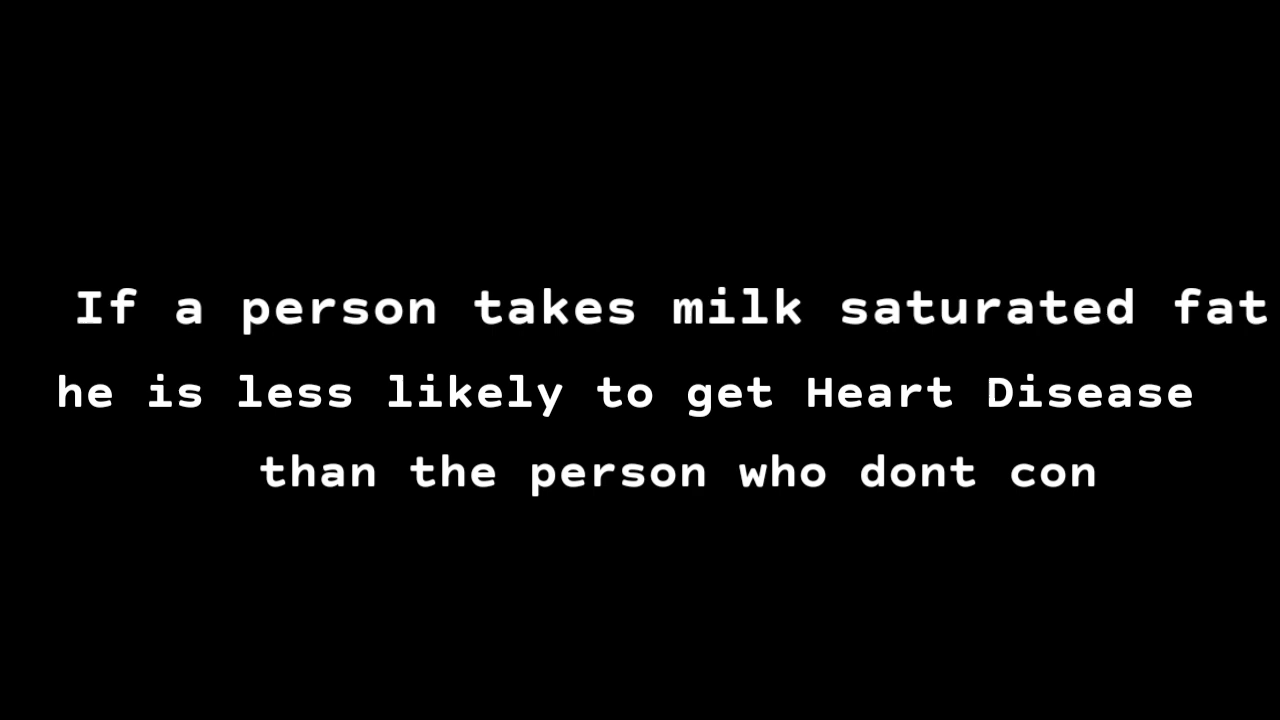 If a person takes milk saturated fat
he is less likely to get Heart Disease
than the person who dont con